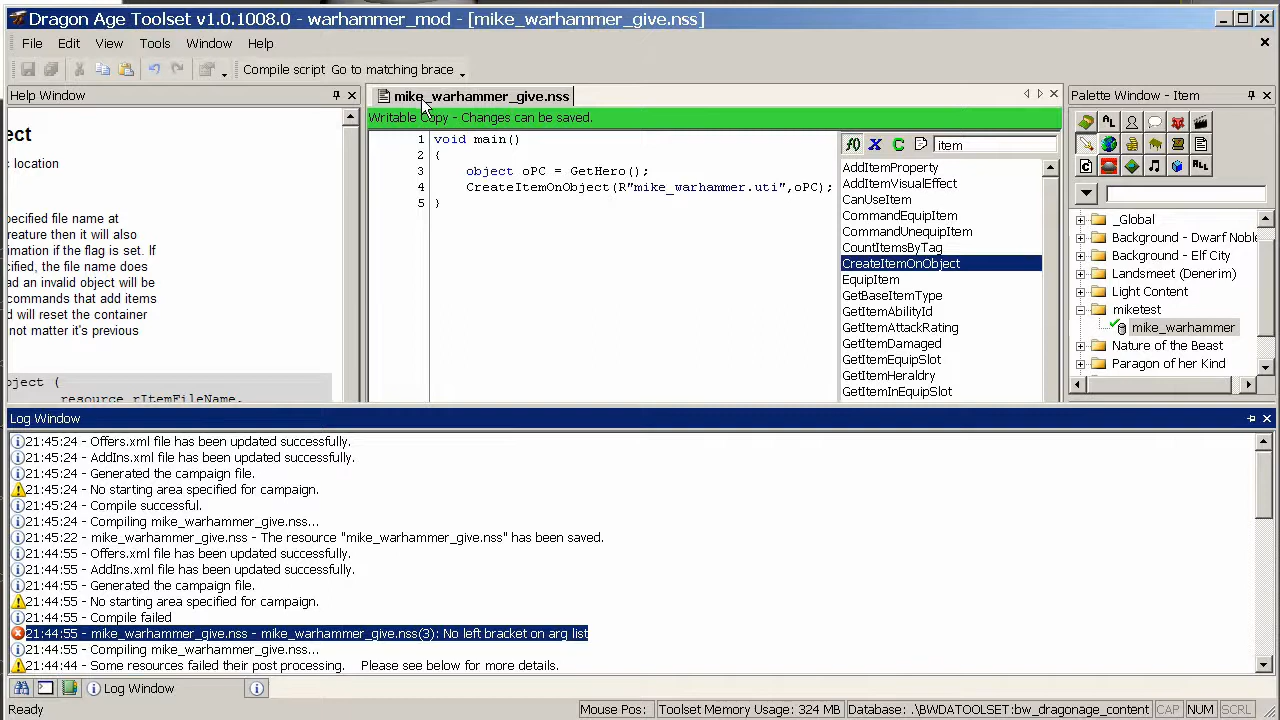 Dragon Age Toolset v1.0.1008.0 - warhammer_mod - [mike_warhammer_give.nss]
File Edit View Tools Window Help
Compile script Go to matching brace
Help Window
ect
c location
pecified file name at
reature then it will also
imation if the flag is set. If
cified, the file name does
ad an invalid object will be
commands that add items
d will reset the container
not matter it's previous
oject (
resource rItemFileName,
mike_warhammer_give.nss
Writable Copy - Changes can be saved.
1 void main()
2 {
3 object oPC = GetHero();
4 CreateItemOnObject(R"mike_warhammer.uti",oPC);
5 }
item
AddItemProperty
AddItemVisualEffect
CanUseItem
CommandEquipItem
CommandUnequipItem
CountItemsByTag
CreateItemOnObject
EquipItem
GetBaseItemType
GetItemAbilityId
GetItemAttackRating
GetItemDamaged
GetItemEquipSlot
GetItemHeraldry
GetItemInEquipSlot
Palette Window - Item
ALL
_Global
Background - Dwarf Noble
Background - Elf City
Landsmeet (Denerim)
Light Content
miketest
mike_warhammer
Nature of the Beast
Paragon of her Kind
Log Window
21:45:24 - Offers.xml file has been updated successfully.
21:45:24 - AddIns.xml file has been updated successfully.
21:45:24 - Generated the campaign file.
21:45:24 - No starting area specified for campaign.
21:45:24 - Compile successful.
21:45:24 - Compiling mike_warhammer_give.nss...
21:45:22 - mike_warhammer_give.nss - The resource "mike_warhammer_give.nss" has been saved.
21:44:55 - Offers.xml file has been updated successfully.
21:44:55 - AddIns.xml file has been updated successfully.
21:44:55 - Generated the campaign file.
21:44:55 - No starting area specified for campaign.
21:44:55 - Compile failed
21:44:55 - mike_warhammer_give.nss - mike_warhammer_give.nss(3): No left bracket on arg list
21:44:55 - Compiling mike_warhammer_give.nss...
21:44:44 - Some resources failed their post processing. Please see below for more details.
Log Window
Ready
Mouse Pos:
Toolset Memory Usage: 324 MB
Database: .\BWDATOOLSET:bw_dragonage_content
CAP NUM SCRL